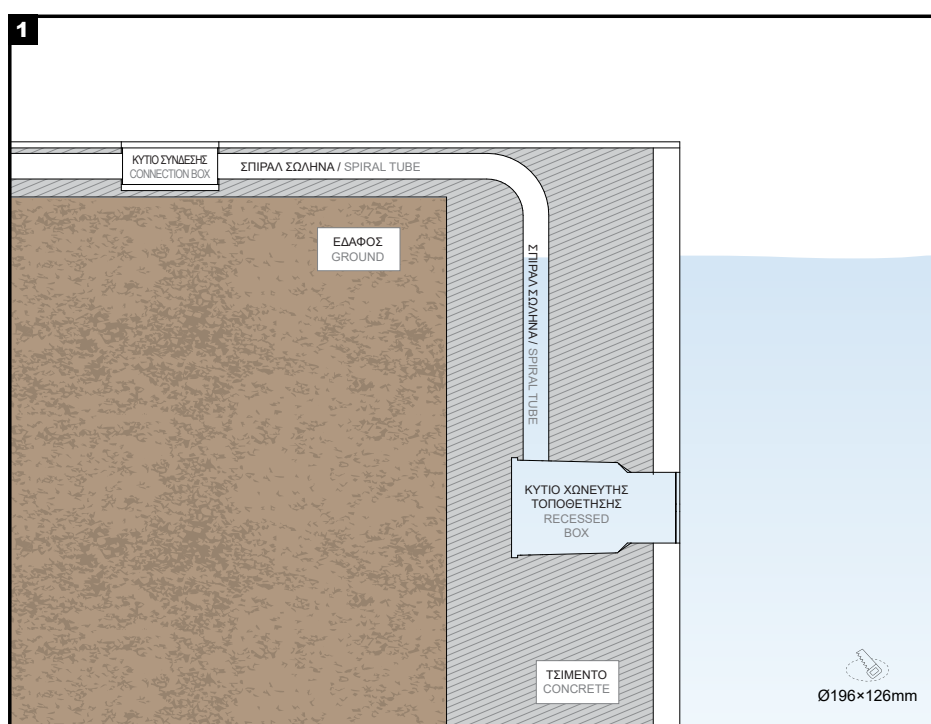 1
ΚΥΤΙΟ ΣΥΝΔΕΣΗΣ
CONNECTION BOX
ΣΠΙΡΑΛ ΣΩΛΗΝΑ / SPIRAL TUBE
ΕΔΑΦΟΣ
GROUND
ΣΠΙΡΑΛ ΣΩΛΗΝΑ / SPIRAL TUBE
ΚΥΤΙΟ ΧΩΝΕΥΤΗΣ
ΤΟΠΟΘΕΤΗΣΗΣ
RECESSED
BOX
ΤΣΙΜΕΝΤΟ
CONCRETE
Ø196×126mm